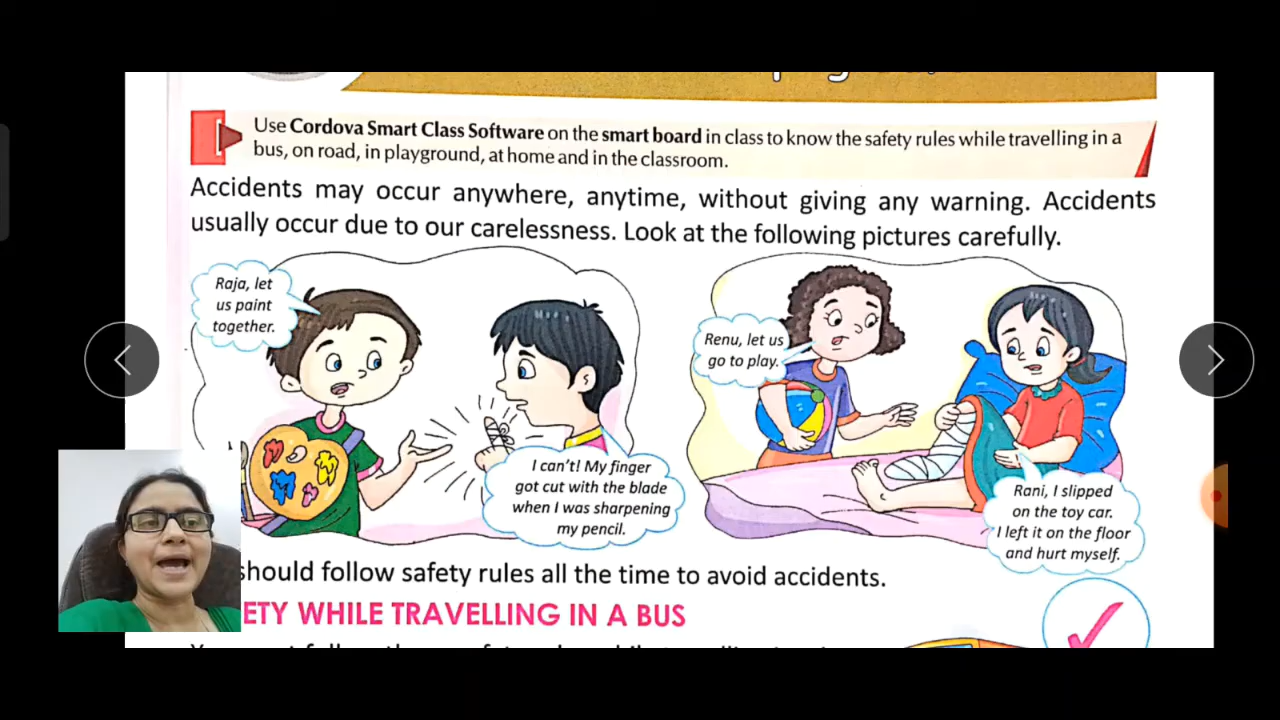 Use Cordova Smart Class Software on the smart board in class to know the safety rules while travelling in a
bus, on road, in playground, at home and in the classroom.
Accidents may occur anywhere, anytime, without giving any warning. Accidents
usually occur due to our carelessness. Look at the following pictures carefully.
Raja, let
us paint
together.
I can't! My finger
got cut with the blade
when I was sharpening
my pencil.
Renu, let us
go to play.
Rani, I slipped
on the toy car.
I left it on the floor
and hurt myself.
should follow safety rules all the time to avoid accidents.
ETY WHILE TRAVELLING IN A BUS